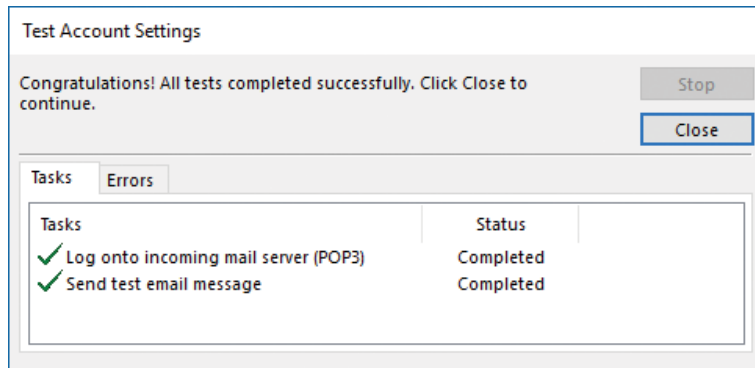 Test Account Settings
Congratulations! All tests completed successfully. Click Close to
continue.
Stop
Close
Tasks
Errors
Tasks Status
Log onto incoming mail server (POP3) Completed
Send test email message Completed